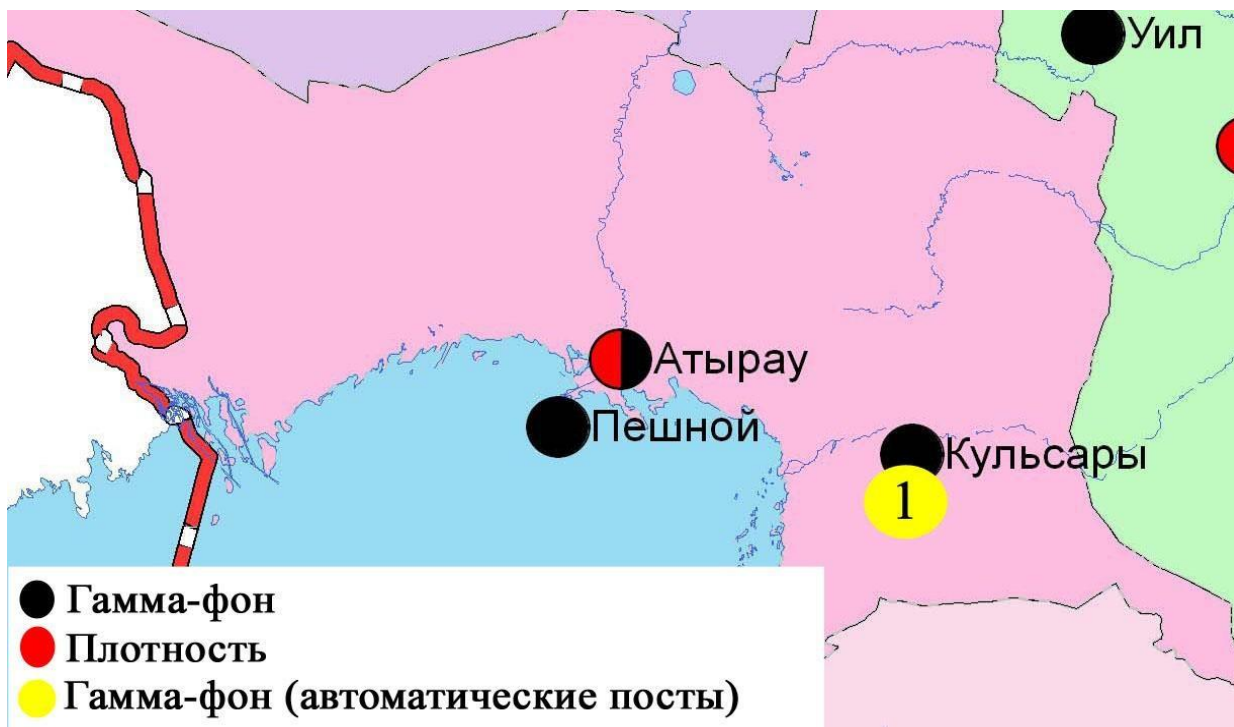 Уил
Атырау
Пешной
Кульсары
1
Гамма-фон
Плотность
Гамма-фон (автоматические посты)